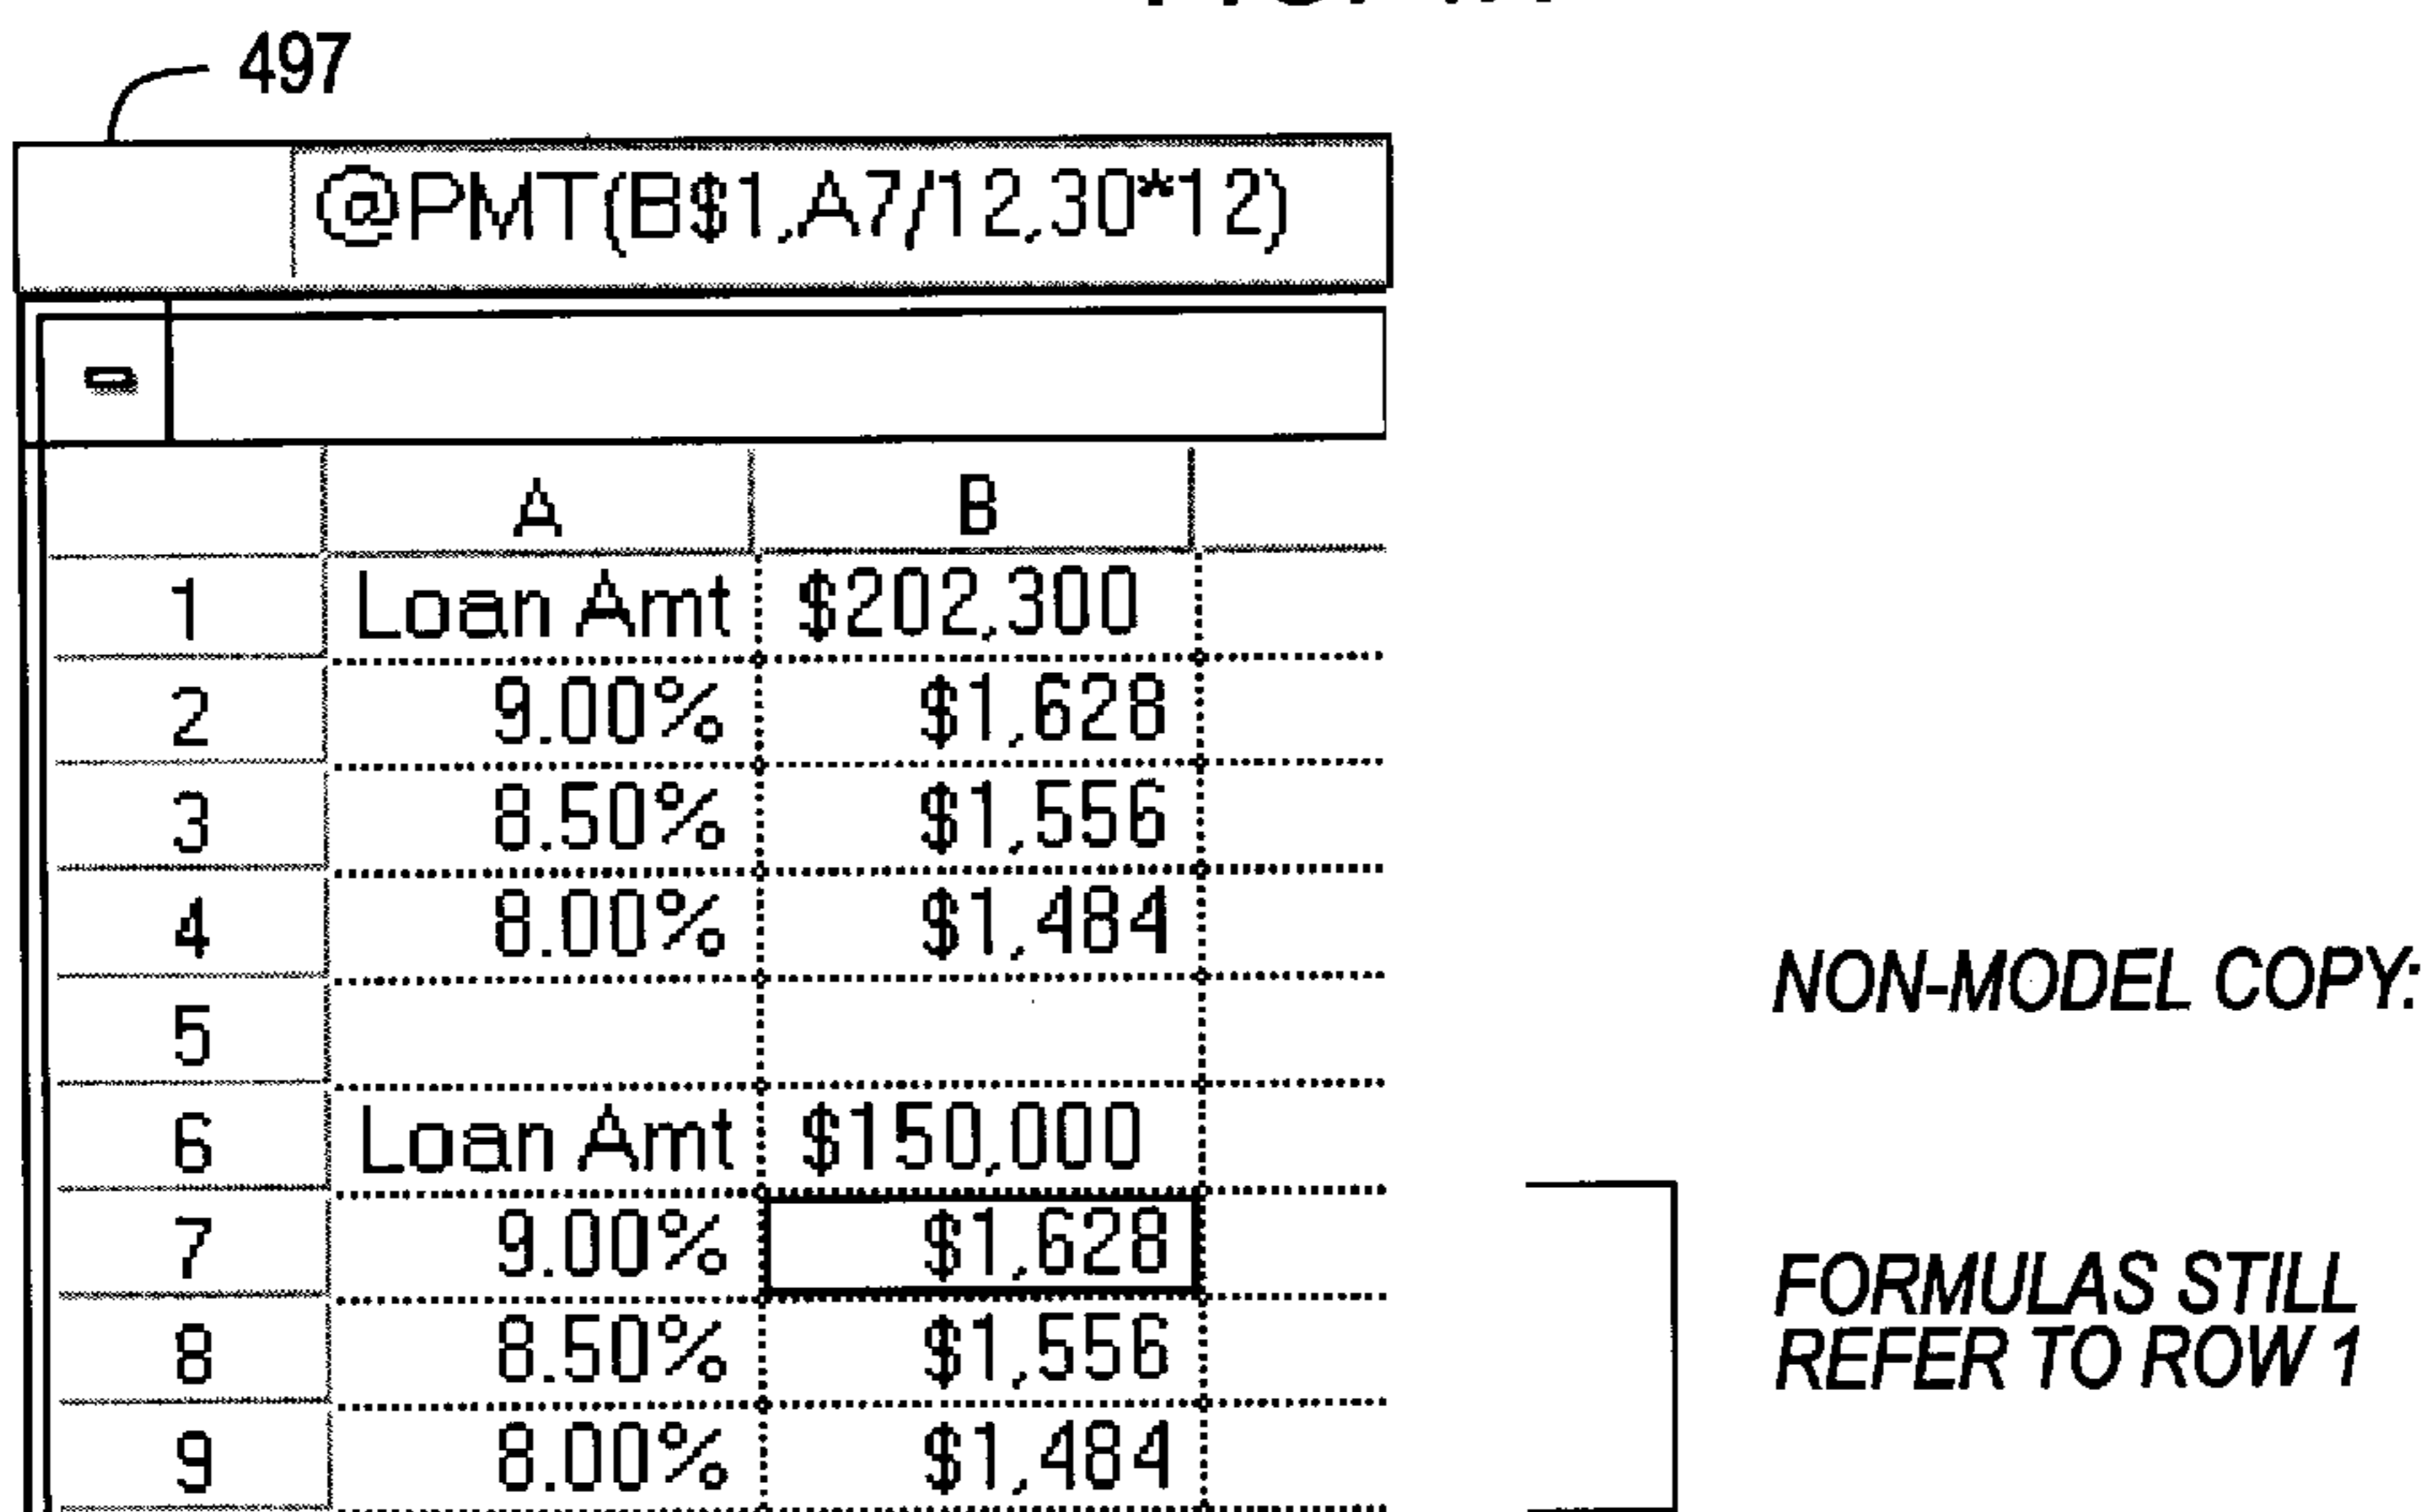 497
@PMT(B$1,A7/12,30*12)
A B
1 Loan Amt $202,300
2 9.00% $1,628
3 8.50% $1,556
4 8.00% $1,484
NON-MODEL COPY:
5
6 Loan Amt $150,000
7 9.00% $1,628
FORMULAS STILL
REFER TO ROW 1
8 8.50% $1,556
9 8.00% $1,484